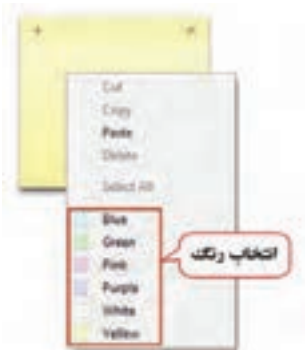 + ×
Cut
Copy
Paste
Delete
Select All
Blue
Green
Pink
Purple
White
Yellow
انتخاب رنگ